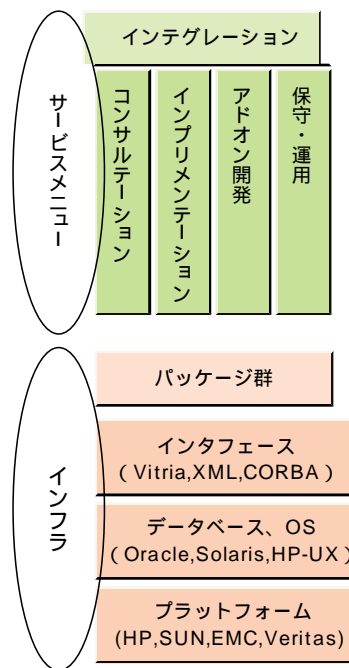 インテグレーション
サービスメニュー
コンサルテーション
インプリメンテーション
アドオン開発
保守・運用
パッケージ群
インフラ
インタフェース
（Vitria,XML,CORBA）
データベース、OS
（Oracle,Solaris,HP-UX）
プラットフォーム
(HP,SUN,EMC,Veritas)